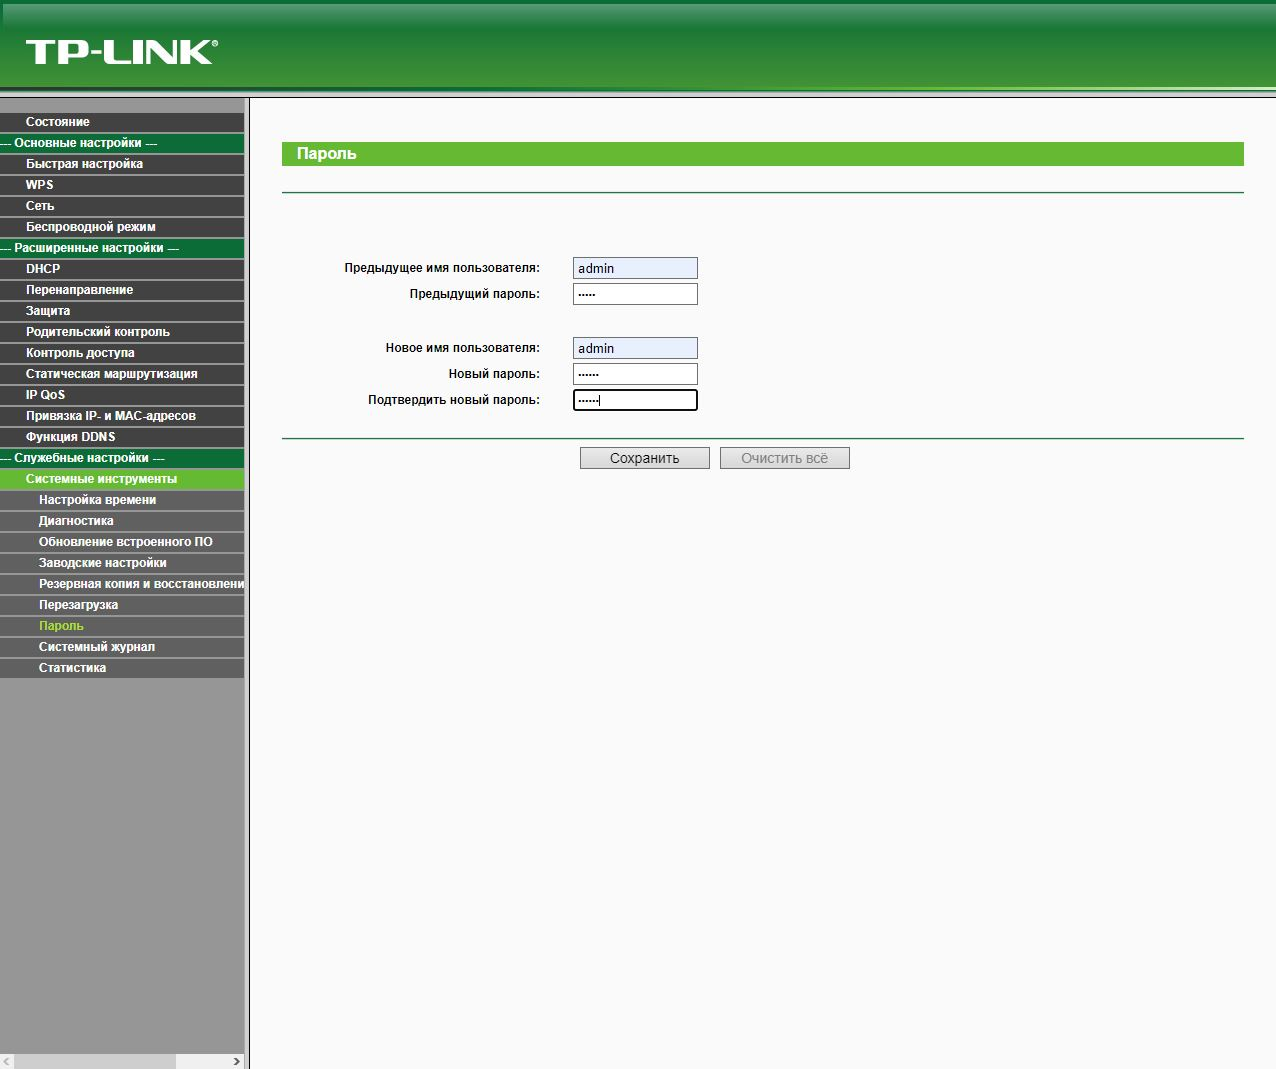 TP-LINK®
Состояние
--- Основные настройки ---
Быстрая настройка
WPS
Сеть
Беспроводной режим
--- Расширенные настройки ---
DHCP
Перенаправление
Защита
Родительский контроль
Контроль доступа
Статическая маршрутизация
IP QoS
Привязка IP- и MAC-адресов
Функция DDNS
--- Служебные настройки ---
Системные инструменты
Настройка времени
Диагностика
Обновление встроенного ПО
Заводские настройки
Резервная копия и восстановлени
Перезагрузка
Пароль
Системный журнал
Статистика
Пароль
Предыдущее имя пользователя: admin
Предыдущий пароль: •••••
Новое имя пользователя: admin
Новый пароль: ••••••
Подтвердить новый пароль: ••••••
Сохранить Очистить всё